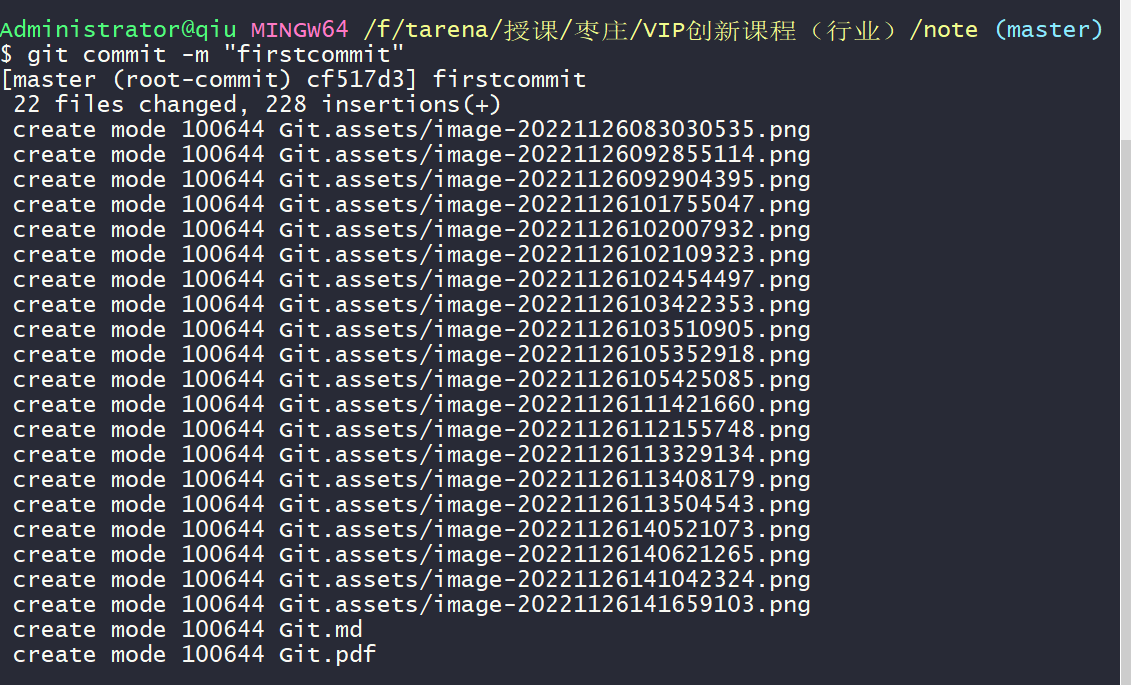 Administrator@qiu MINGW64 /f/tarena/授课/枣庄/VIP创新课程（行业）/note (master)
$ git commit -m "firstcommit"
[master (root-commit) cf517d3] firstcommit
 22 files changed, 228 insertions(+)
 create mode 100644 Git.assets/image-20221126083030535.png
 create mode 100644 Git.assets/image-20221126092855114.png
 create mode 100644 Git.assets/image-20221126092904395.png
 create mode 100644 Git.assets/image-20221126101755047.png
 create mode 100644 Git.assets/image-20221126102007932.png
 create mode 100644 Git.assets/image-20221126102109323.png
 create mode 100644 Git.assets/image-20221126102454497.png
 create mode 100644 Git.assets/image-20221126103422353.png
 create mode 100644 Git.assets/image-20221126103510905.png
 create mode 100644 Git.assets/image-20221126105352918.png
 create mode 100644 Git.assets/image-20221126105425085.png
 create mode 100644 Git.assets/image-20221126111421660.png
 create mode 100644 Git.assets/image-20221126112155748.png
 create mode 100644 Git.assets/image-20221126113329134.png
 create mode 100644 Git.assets/image-20221126113408179.png
 create mode 100644 Git.assets/image-20221126113504543.png
 create mode 100644 Git.assets/image-20221126140521073.png
 create mode 100644 Git.assets/image-20221126140621265.png
 create mode 100644 Git.assets/image-20221126141042324.png
 create mode 100644 Git.assets/image-20221126141659103.png
 create mode 100644 Git.md
 create mode 100644 Git.pdf